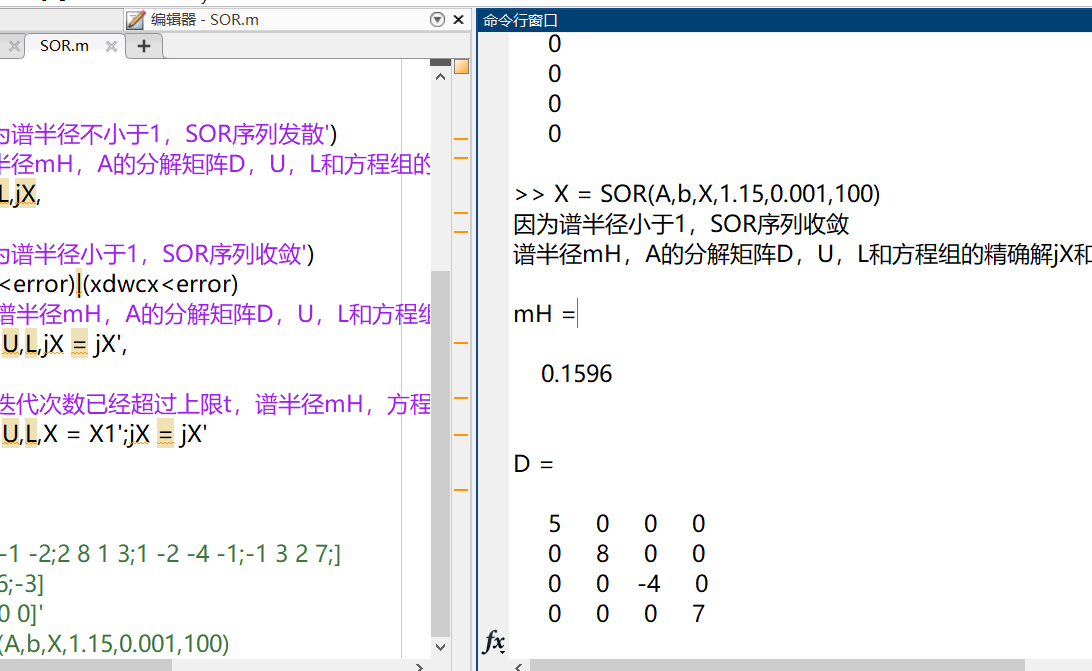 编辑器 - SOR.m
SOR.m
为谱半径不小于1，SOR序列发散')
半径mH，A的分解矩阵D，U，L和方程组的
L,jX,
为谱半径小于1，SOR序列收敛')
<error)|(xdwcx<error)
谱半径mH，A的分解矩阵D，U，L和方程组
U,L,jX = jX',
迭代次数已经超过上限t，谱半径mH，方程
U,L,X = X1';jX = jX'
-1 -2;2 8 1 3;1 -2 -4 -1;-1 3 2 7;]
6;-3]
0 0]'
(A,b,X,1.15,0.001,100)
命令行窗口
0
0
0
0
>> X = SOR(A,b,X,1.15,0.001,100)
因为谱半径小于1，SOR序列收敛
谱半径mH，A的分解矩阵D，U，L和方程组的精确解jX和
mH =
0.1596
D =
5 0 0 0
0 8 0 0
0 0 -4 0
0 0 0 7
fx